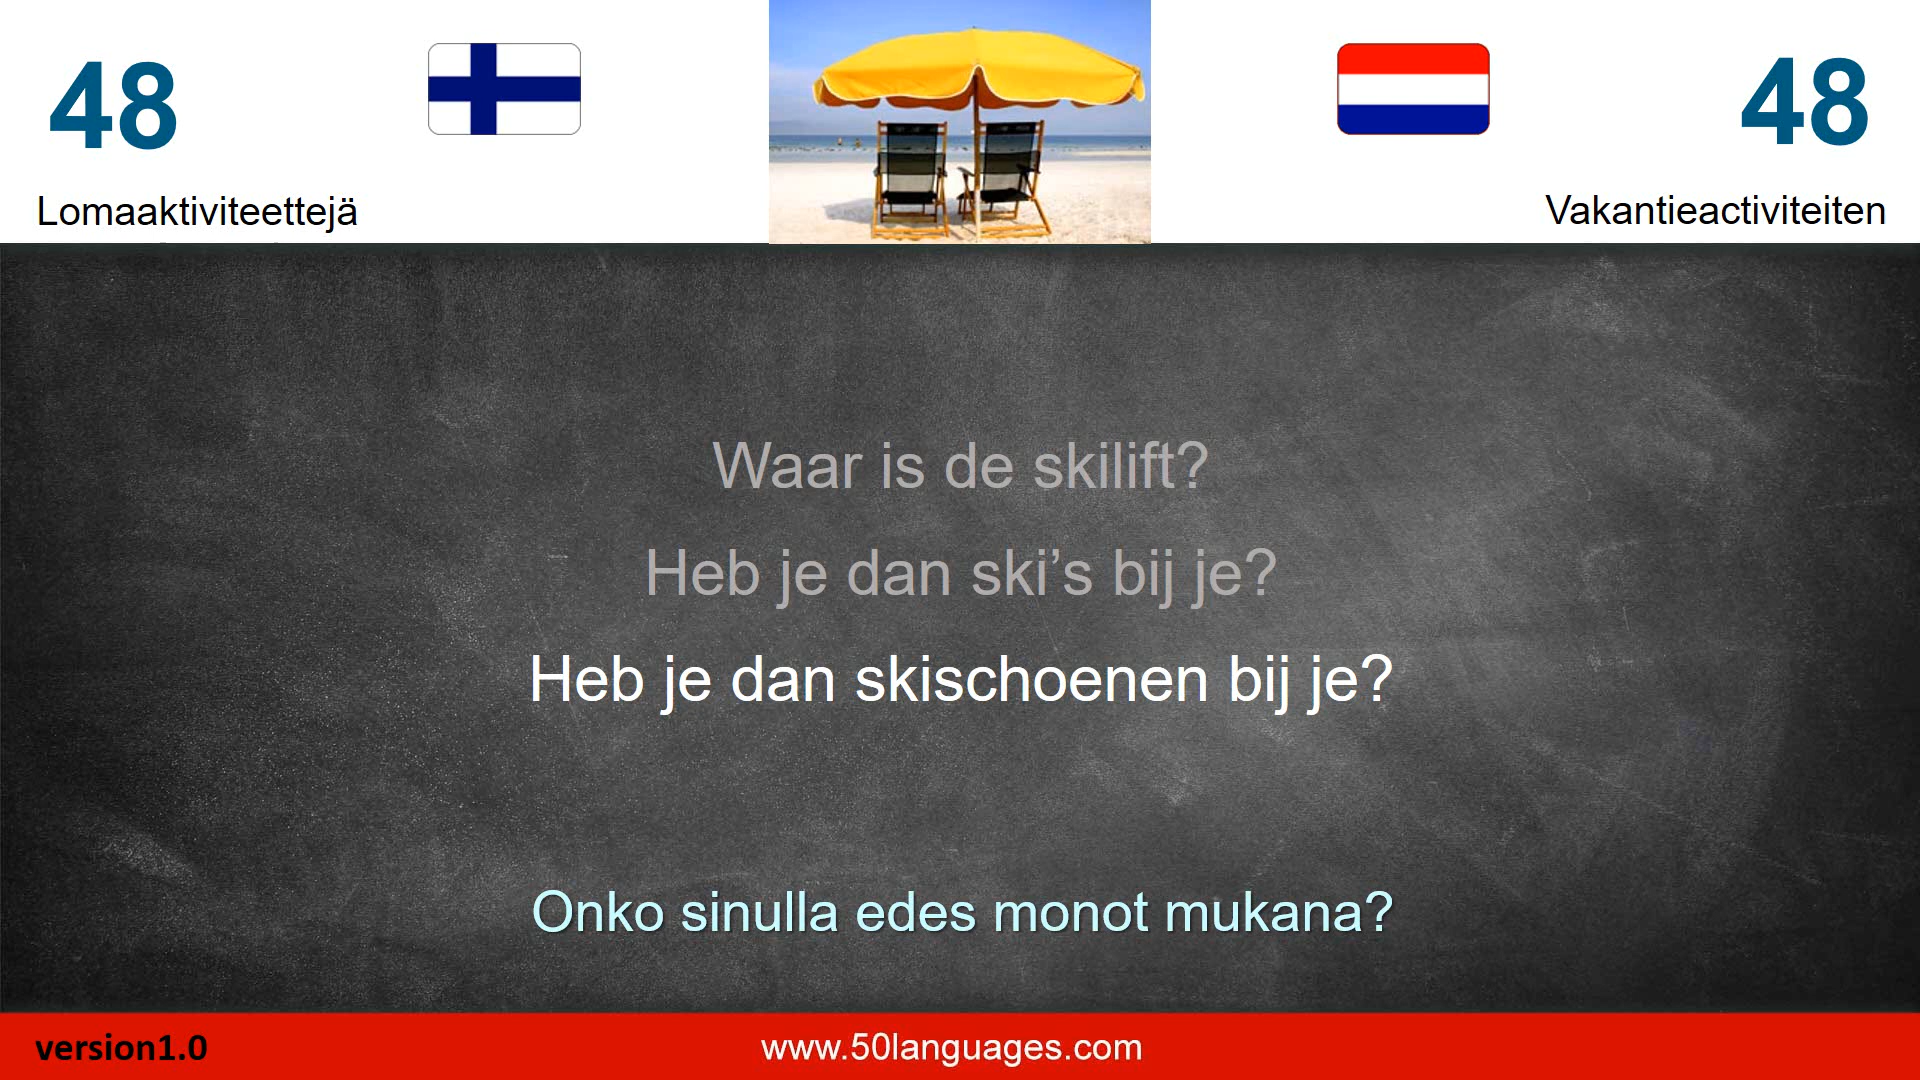 48
48
Lomaaktiviteettejä
Vakantieactiviteiten
Waar is de skilift?
Heb je dan ski’s bij je?
Heb je dan skischoenen bij je?
Onko sinulla edes monot mukana?
version1.0
www.50languages.com